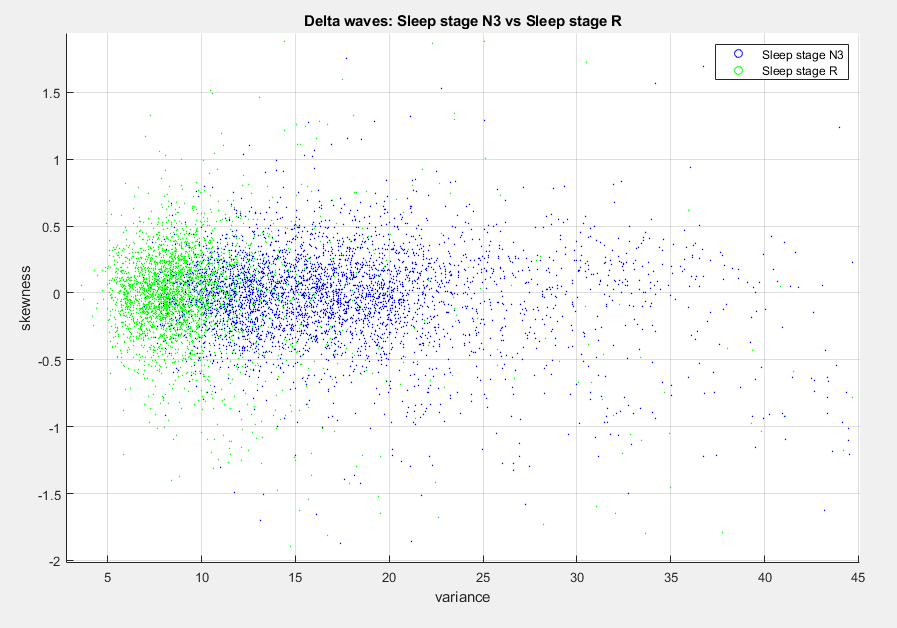 Delta waves: Sleep stage N3 vs Sleep stage R
Sleep stage N3
Sleep stage R
1.5
1
0.5
0
-0.5
-1
-1.5
-2
skewness
5 10 15 20 25 30 35 40 45
variance